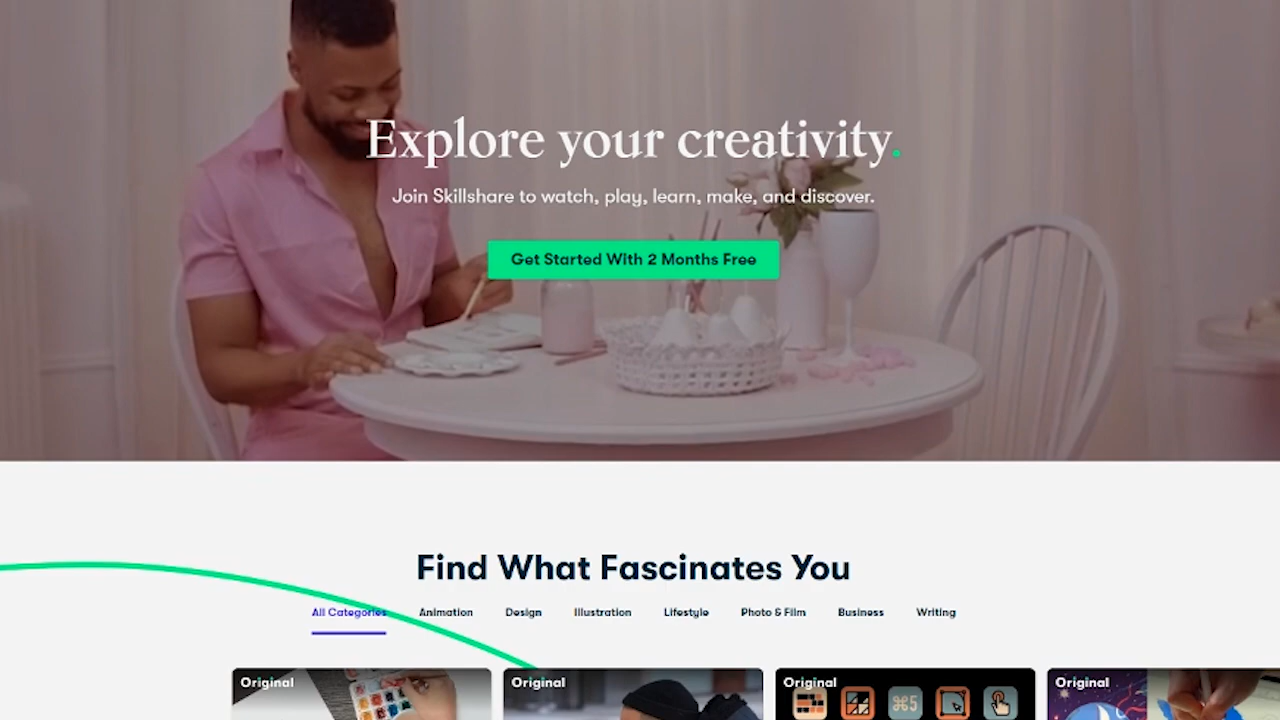 Explore your creativity.
Join Skillshare to watch, play, learn, make, and discover.
Get Started With 2 Months Free
Find What Fascinates You
All Categories Animation Design Illustration Lifestyle Photo & Film Business Writing
Original Original Original Original
⌘5